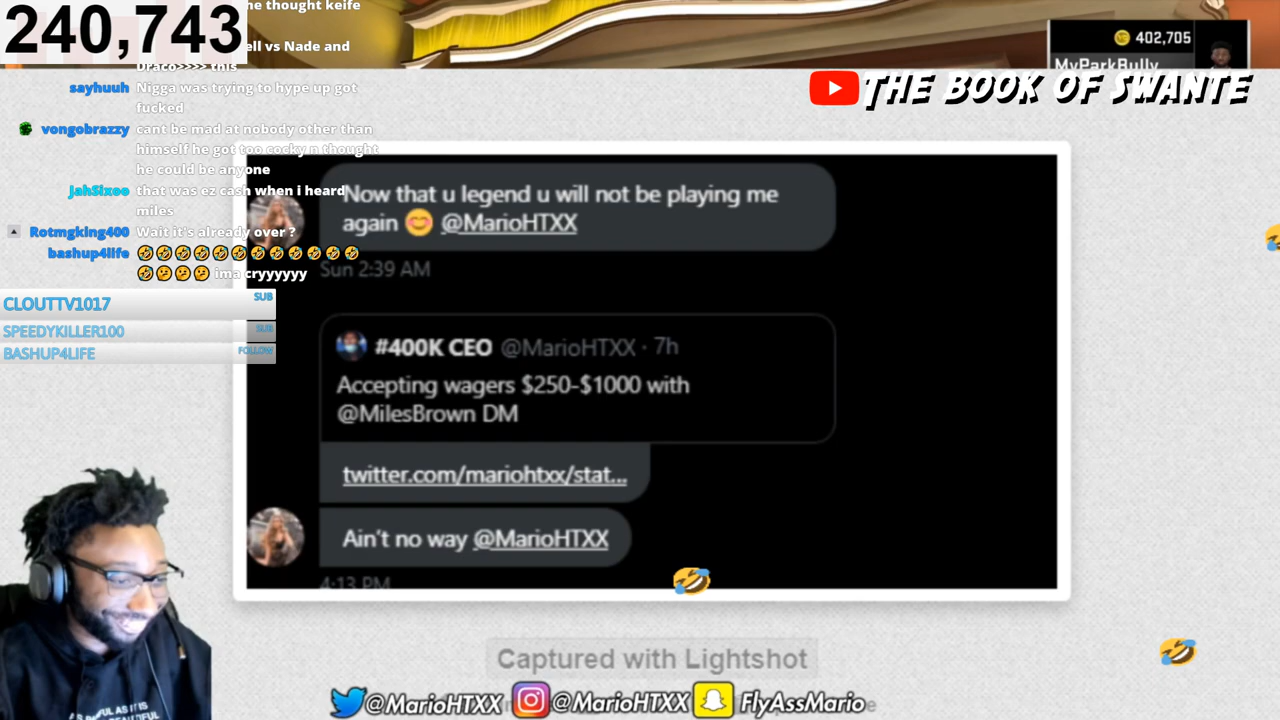 240,743
he thought keife
ell vs Nade and
Draco>>>> this
sayhuuh Nigga was trying to hype up got
fucked
vongobrazzy cant be mad at nobody other than
himself he got too cocky n thought
he could be anyone
JahSixoo that was ez cash when i heard
miles
Rotmgking400 Wait it's already over ?
bashup4life 🤣🤣🤣🤣🤣🤣🤣🤣🤣🤣🤣🤣
🤣🤔🤔🤔 ima cryyyyyy
CLOUTTV1017 SUB
SPEEDYKILLER100 SUB
BASHUP4LIFE FOLLOW
402,705
MyParkBully
THE BOOK OF SWANTE
Now that u legend u will not be playing me
again 😊 @MarioHTXX
Sun 2:39 AM
#400K CEO @MarioHTXX · 7h
Accepting wagers $250-$1000 with
@MilesBrown DM
twitter.com/mariohtxx/stat...
Ain't no way @MarioHTXX
4:13 PM
Captured with Lightshot
@MarioHTXX @MarioHTXX FlyAssMario